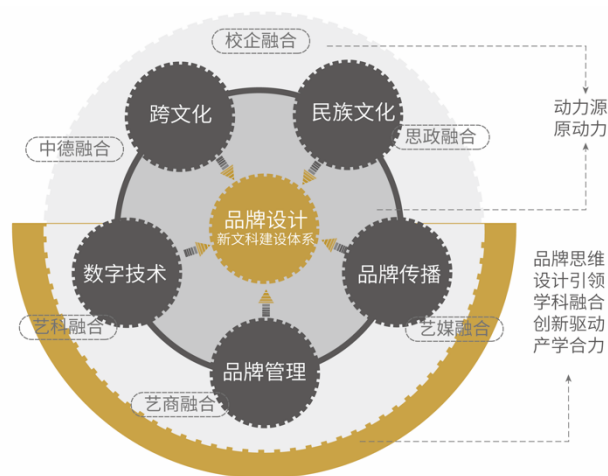 校企融合
跨文化
民族文化
动力源
原动力
中德融合
思政融合
品牌设计
新文科建设体系
数字技术
品牌传播
品牌思维
设计引领
学科融合
创新驱动
产学合力
艺科融合
艺媒融合
品牌管理
艺商融合